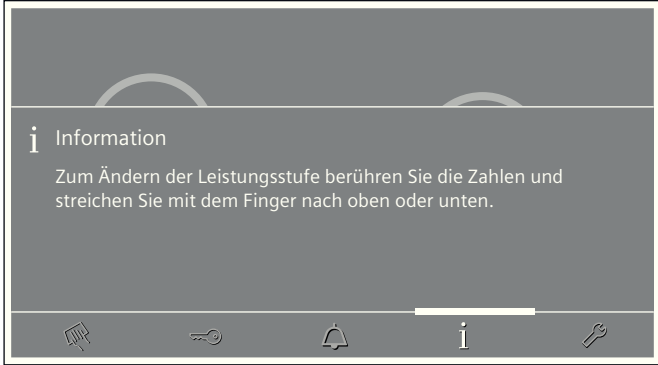 i Information
Zum Ändern der Leistungsstufe berühren Sie die Zahlen und
streichen Sie mit dem Finger nach oben oder unten.
i